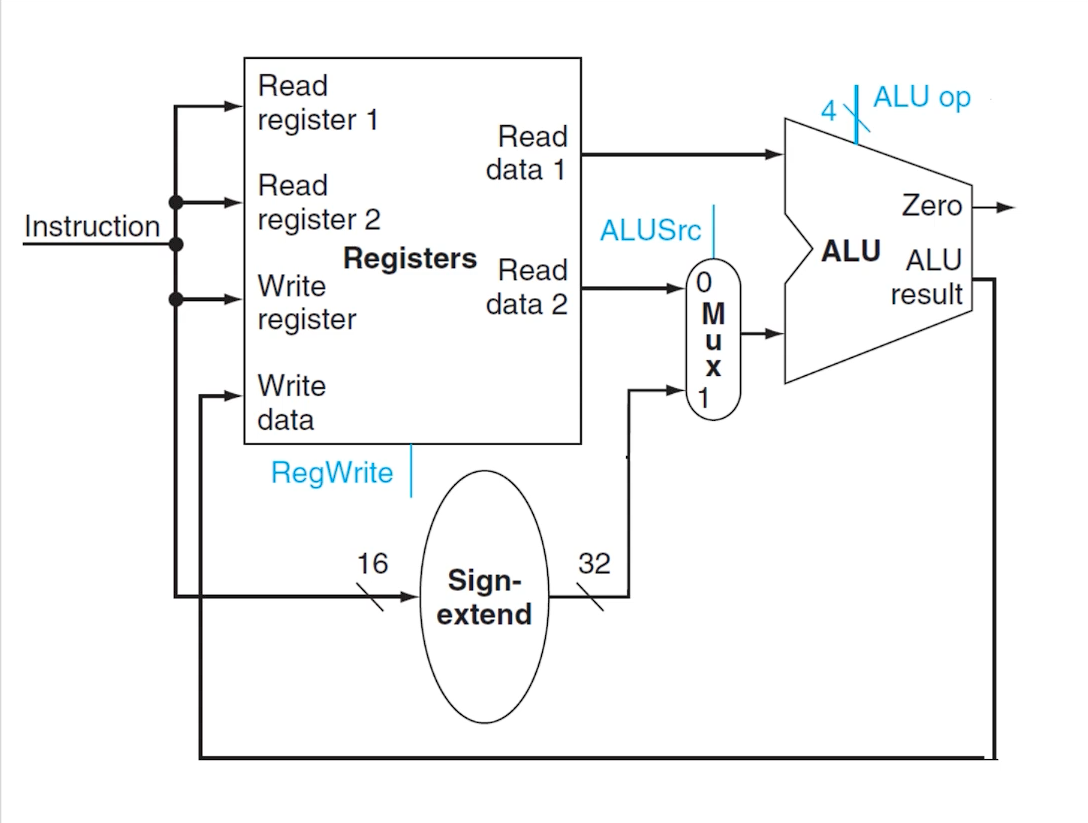 Read
register 1
Read
data 1
Read
register 2
Instruction
Registers
Write
register
Read
data 2
Write
data
RegWrite
ALUSrc
0
M
u
x
1
4
ALU op
Zero
ALU
ALU
result
16
Sign-
extend
32